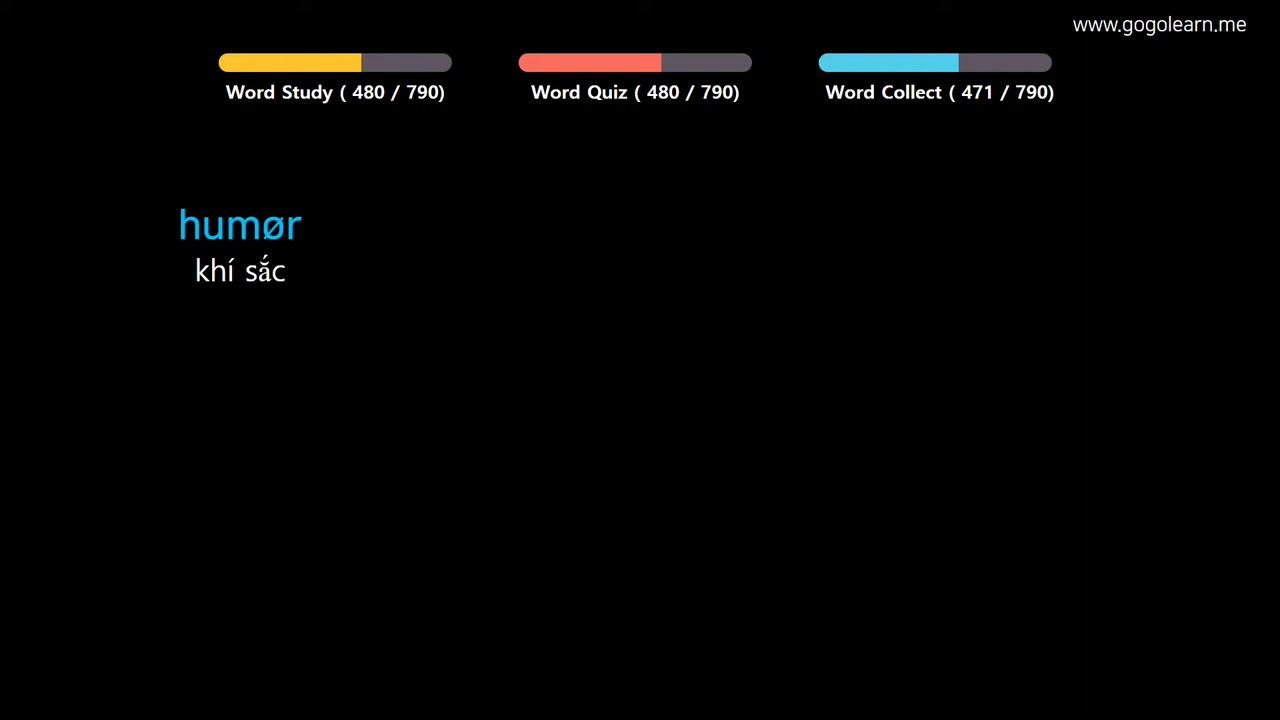 www.gogolearn.me
Word Study ( 480 / 790)
Word Quiz ( 480 / 790)
Word Collect ( 471 / 790)
humør
khí sắc